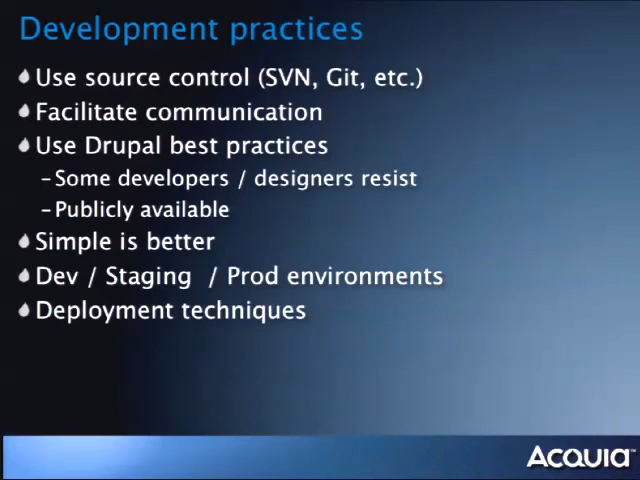 Development practices
Use source control (SVN, Git, etc.)
Facilitate communication
Use Drupal best practices
–Some developers / designers resist
–Publicly available
Simple is better
Dev / Staging / Prod environments
Deployment techniques
ACQUIA™